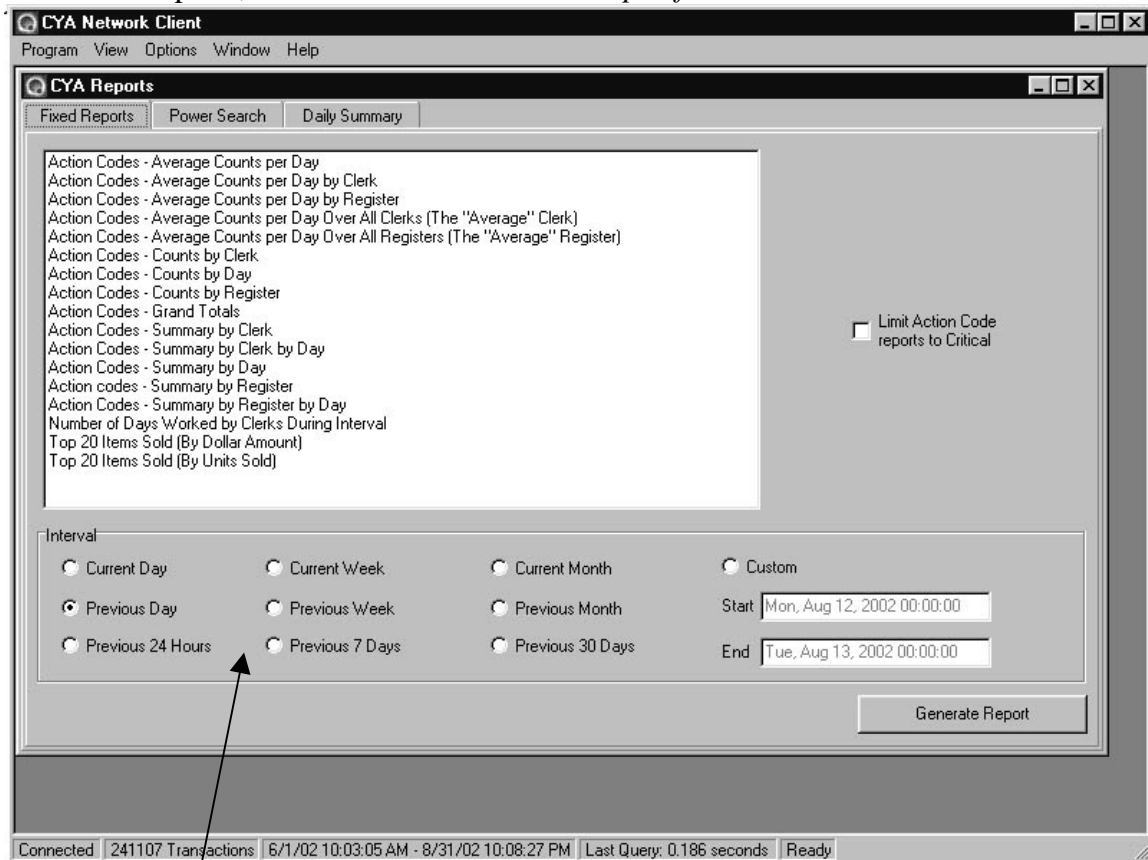 CYA Network Client
Program View Options Window Help
CYA Reports
Fixed Reports Power Search Daily Summary
Action Codes - Average Counts per Day
Action Codes - Average Counts per Day by Clerk
Action Codes - Average Counts per Day by Register
Action Codes - Average Counts per Day Over All Clerks (The "Average" Clerk)
Action Codes - Average Counts per Day Over All Registers (The "Average" Register)
Action Codes - Counts by Clerk
Action Codes - Counts by Day
Action Codes - Counts by Register
Action Codes - Grand Totals
Action Codes - Summary by Clerk
Action Codes - Summary by Clerk by Day
Action Codes - Summary by Day
Action codes - Summary by Register
Action Codes - Summary by Register by Day
Number of Days Worked by Clerks During Interval
Top 20 Items Sold (By Dollar Amount)
Top 20 Items Sold (By Units Sold)
Limit Action Code
reports to Critical
Interval
Current Day Current Week Current Month Custom
Previous Day Previous Week Previous Month Start Mon, Aug 12, 2002 00:00:00
Previous 24 Hours Previous 7 Days Previous 30 Days End Tue, Aug 13, 2002 00:00:00
Generate Report
Connected 241107 Transactions 6/1/02 10:03:05 AM - 8/31/02 10:08:27 PM Last Query: 0.186 seconds Ready